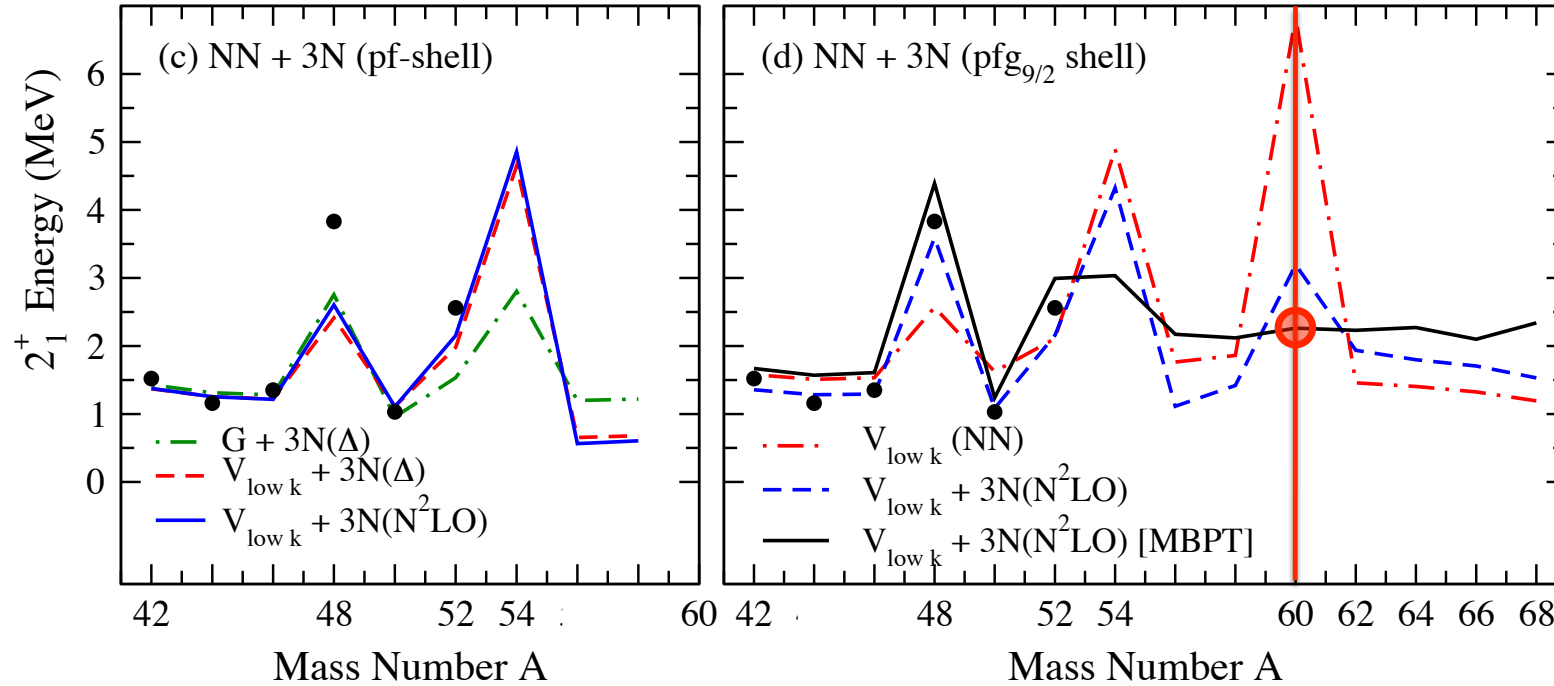 (c) NN + 3N (pf-shell)
(d) NN + 3N (pfg9/2 shell)
2₁⁺ Energy (MeV)
6
5
4
3
2
1
0
G + 3N(Δ)
Vlow k + 3N(Δ)
Vlow k + 3N(N²LO)
Vlow k (NN)
Vlow k + 3N(N²LO)
Vlow k + 3N(N²LO) [MBPT]
42 48 52 54 60
42 48 52 54 60 62 64 66 68
Mass Number A
Mass Number A